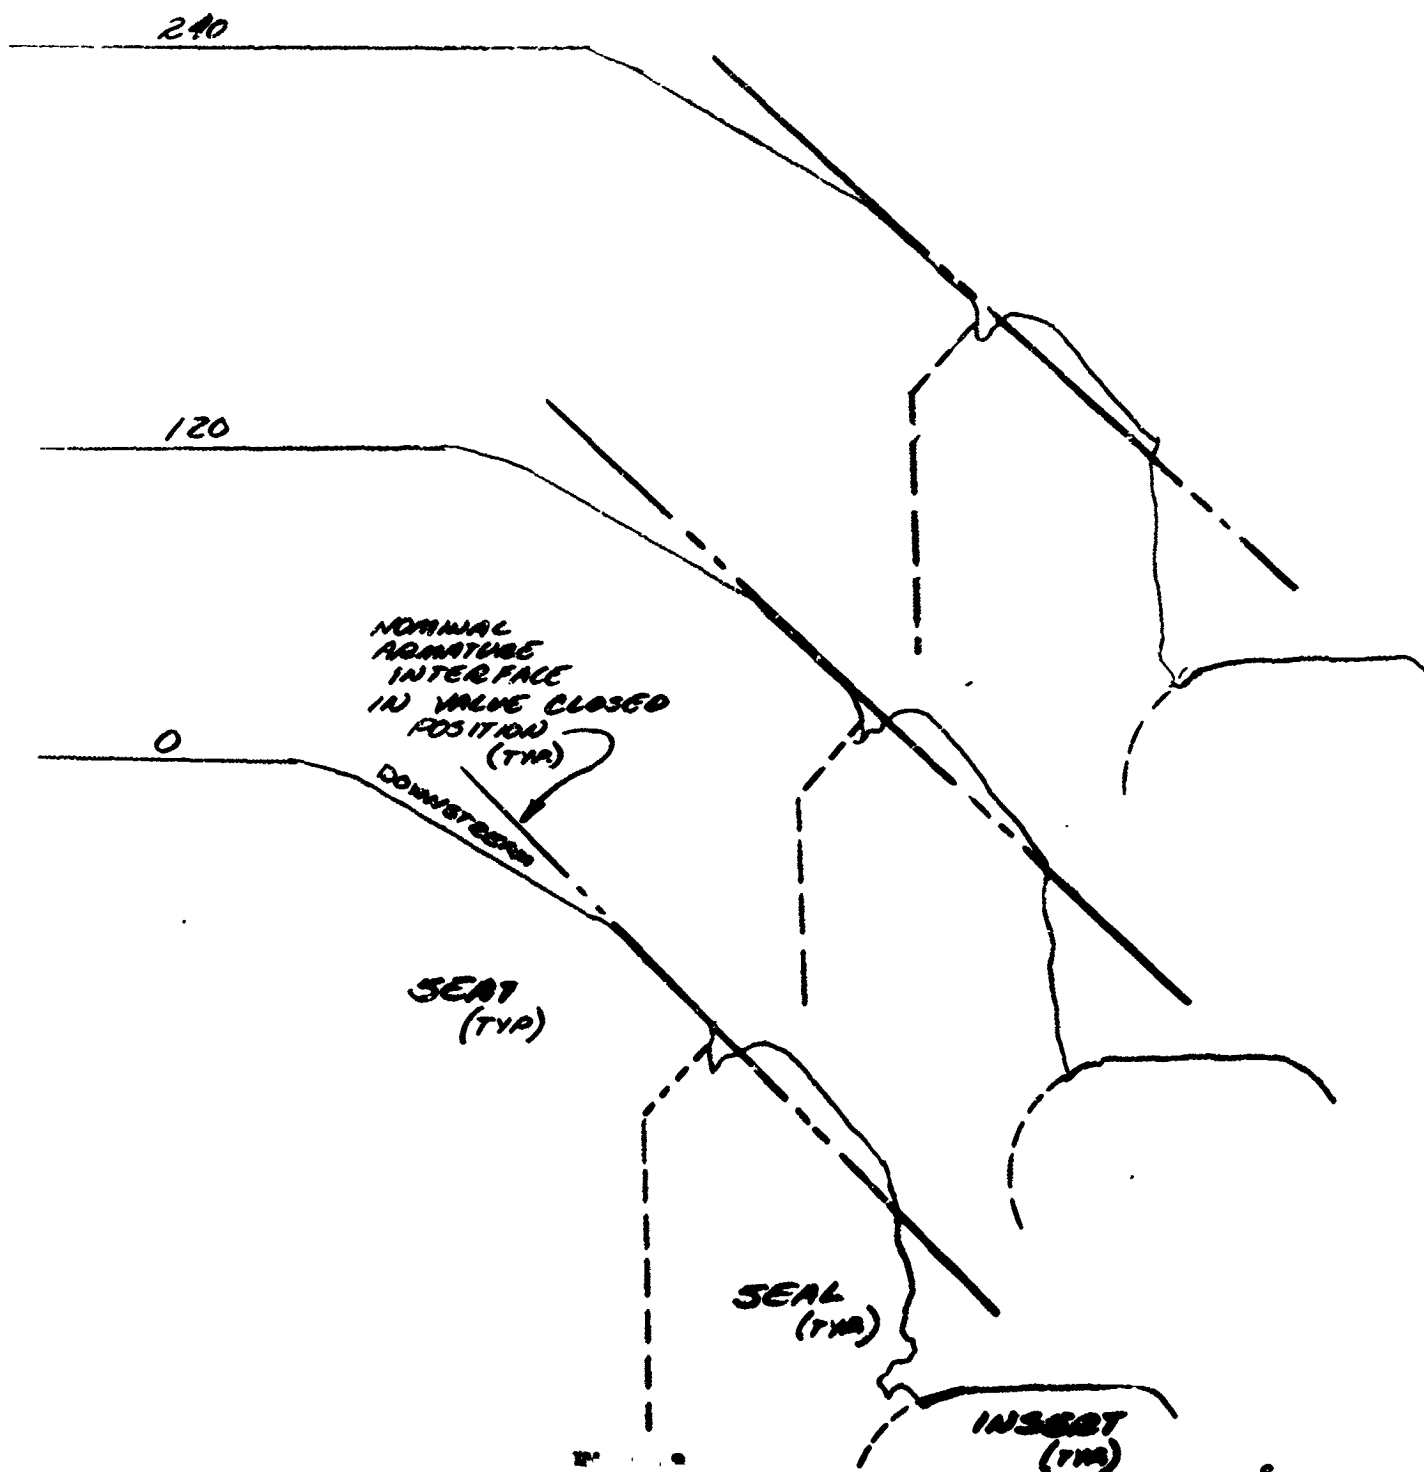 240
120
NOMINAL
ARMATURE
INTERFACE
IN VALVE CLOSED
POSITION
(TYP)
0
DOWNSTREAM
SEAT
(TYP)
SEAL
(TYP)
INSERT
(TYP)